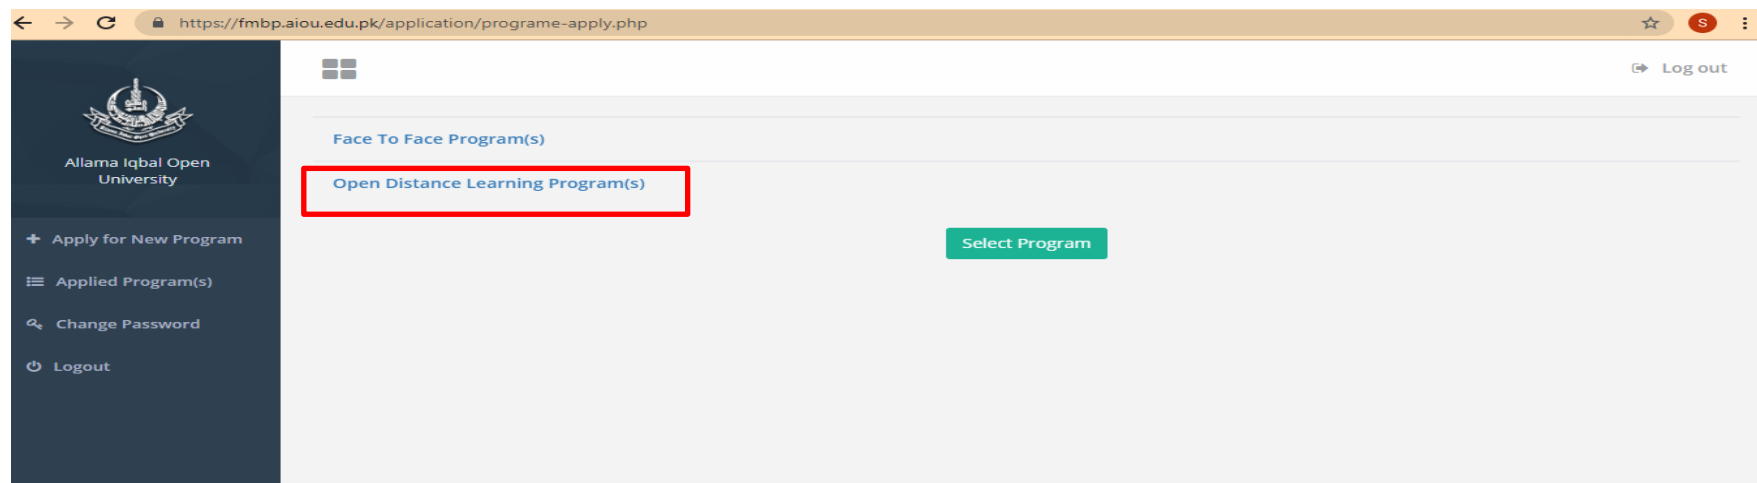 https://fmbp.aiou.edu.pk/application/programe-apply.php
S
Log out
Allama Iqbal Open
University
Face To Face Program(s)
Open Distance Learning Program(s)
Select Program
Apply for New Program
Applied Program(s)
Change Password
Logout